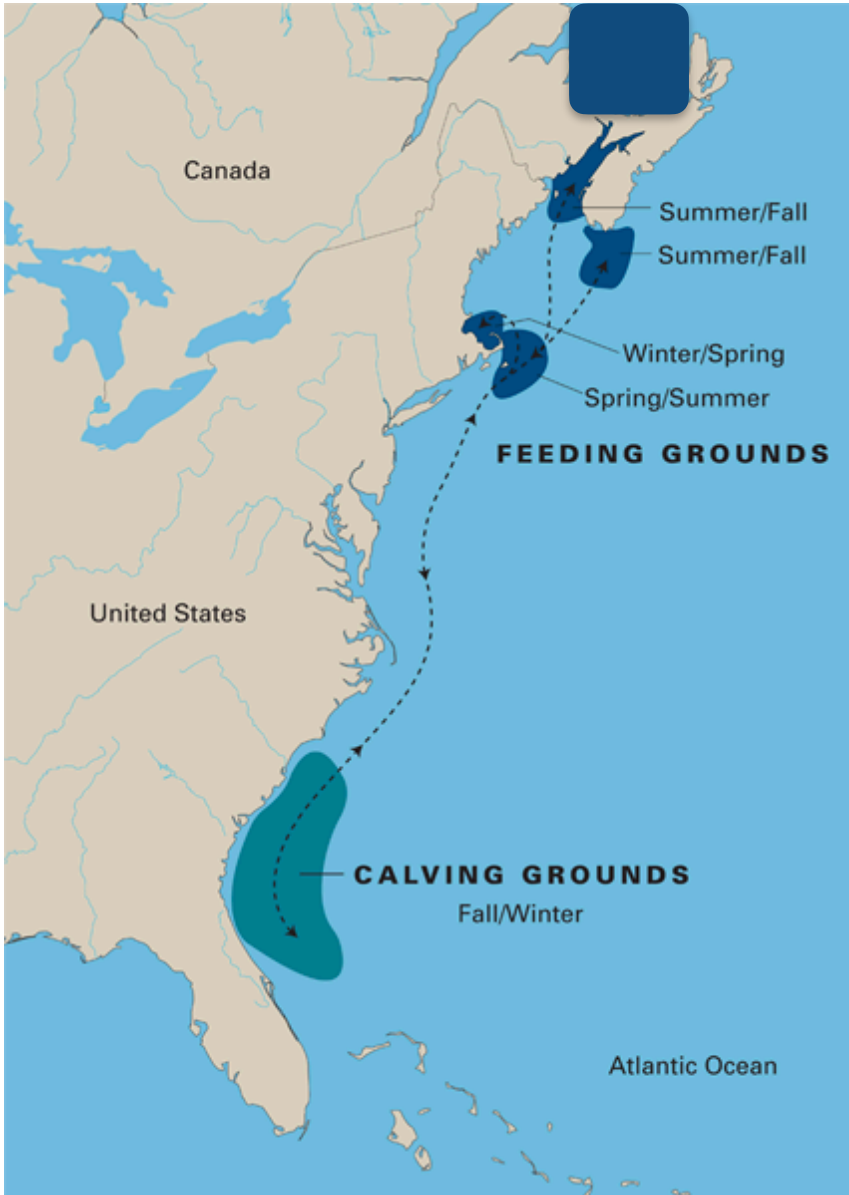 Canada
Summer/Fall
Summer/Fall
Winter/Spring
Spring/Summer
FEEDING GROUNDS
United States
CALVING GROUNDS
Fall/Winter
Atlantic Ocean